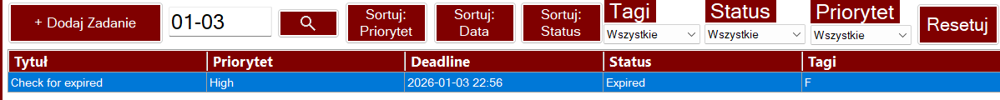 + Dodaj Zadanie
01-03
Sortuj:
Priorytet
Sortuj:
Data
Sortuj:
Status
Tagi
Wszystkie
Status
Wszystkie
Priorytet
Wszystkie
Resetuj
Tytuł Priorytet Deadline Status Tagi
Check for expired High 2026-01-03 22:56 Expired F